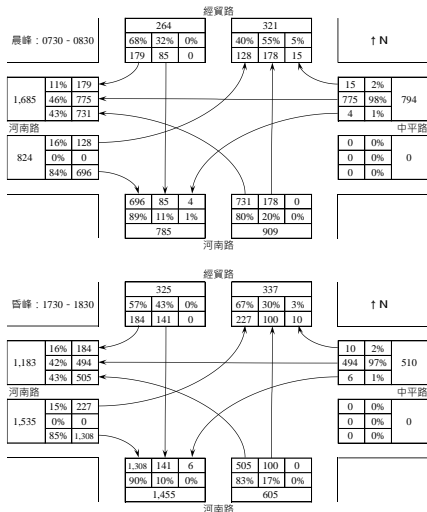 經貿路
晨峰：0730 - 0830
264
68% 32% 0%
179 85 0
321
40% 55% 5%
128 178 15
↑N
1,685
11% 179
46% 775
43% 731
15 2%
775 98%
4 1%
794
河南路
中平路
824
16% 128
0% 0
84% 696
0 0%
0 0%
0 0%
0
696 85 4
89% 11% 1%
785
731 178 0
80% 20% 0%
909
河南路
經貿路
昏峰：1730 - 1830
325
57% 43% 0%
184 141 0
337
67% 30% 3%
227 100 10
↑N
1,183
16% 184
42% 494
43% 505
10 2%
494 97%
6 1%
510
河南路
中平路
1,535
15% 227
0% 0
85% 1,308
0 0%
0 0%
0 0%
0
1,308 141 6
90% 10% 0%
1,455
505 100 0
83% 17% 0%
605
河南路